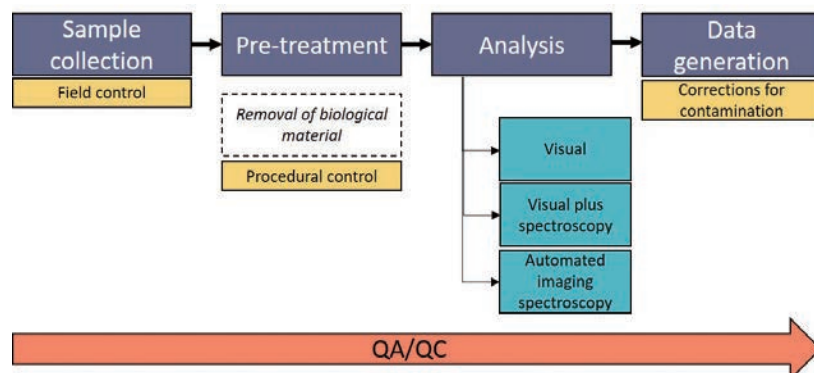 Sample
collection
Pre-treatment
Analysis
Data
generation
Field control
Corrections for
contamination
Removal of biological
material
Procedural control
Visual
Visual plus
spectroscopy
Automated
imaging
spectroscopy
QA/QC